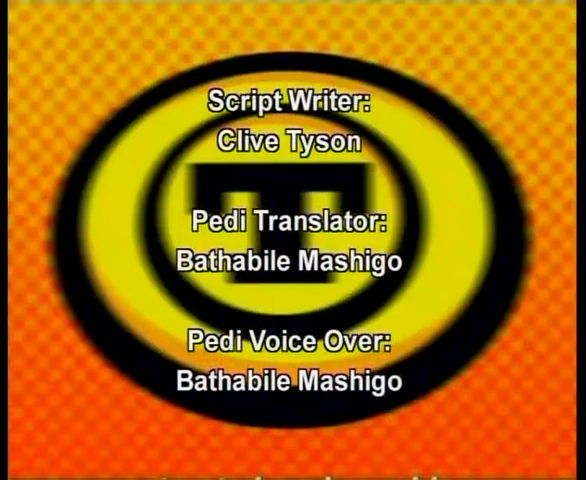 Script Writer:
Clive Tyson
Pedi Translator:
Bathabile Mashigo
Pedi Voice Over:
Bathabile Mashigo